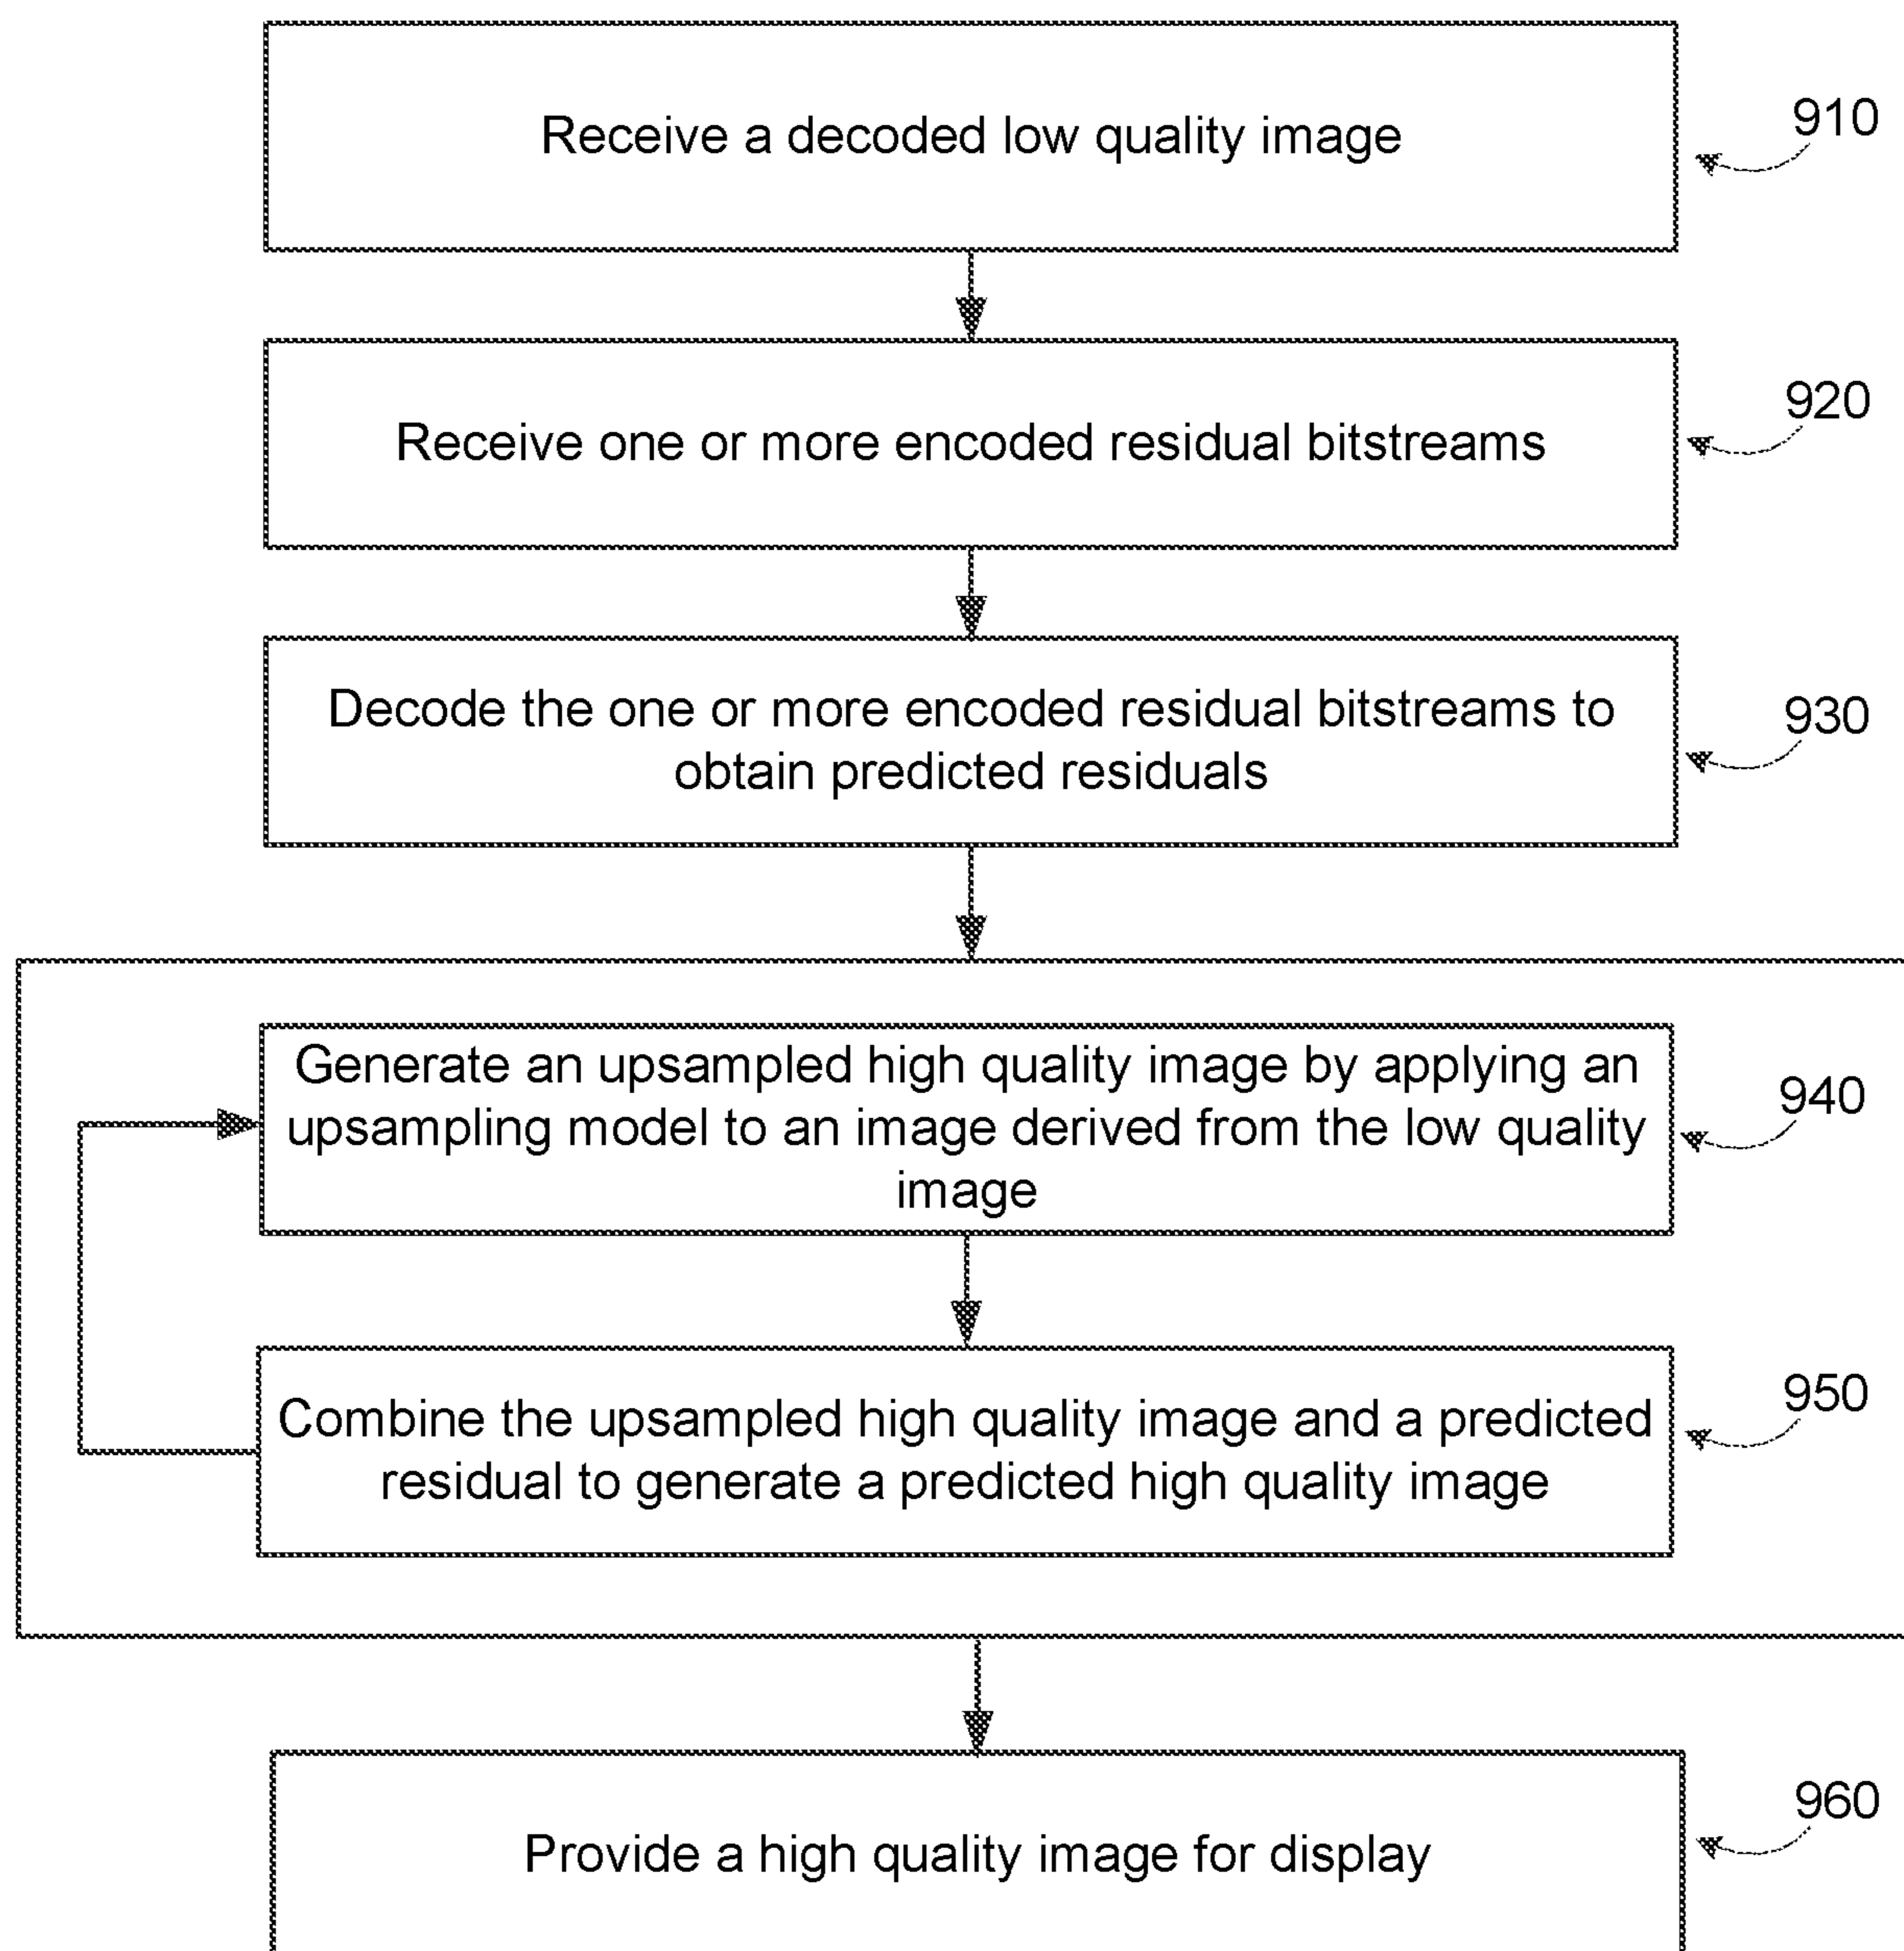 Receive a decoded low quality image
910
Receive one or more encoded residual bitstreams
920
Decode the one or more encoded residual bitstreams to
obtain predicted residuals
930
Generate an upsampled high quality image by applying an
upsampling model to an image derived from the low quality
image
940
Combine the upsampled high quality image and a predicted
residual to generate a predicted high quality image
950
Provide a high quality image for display
960